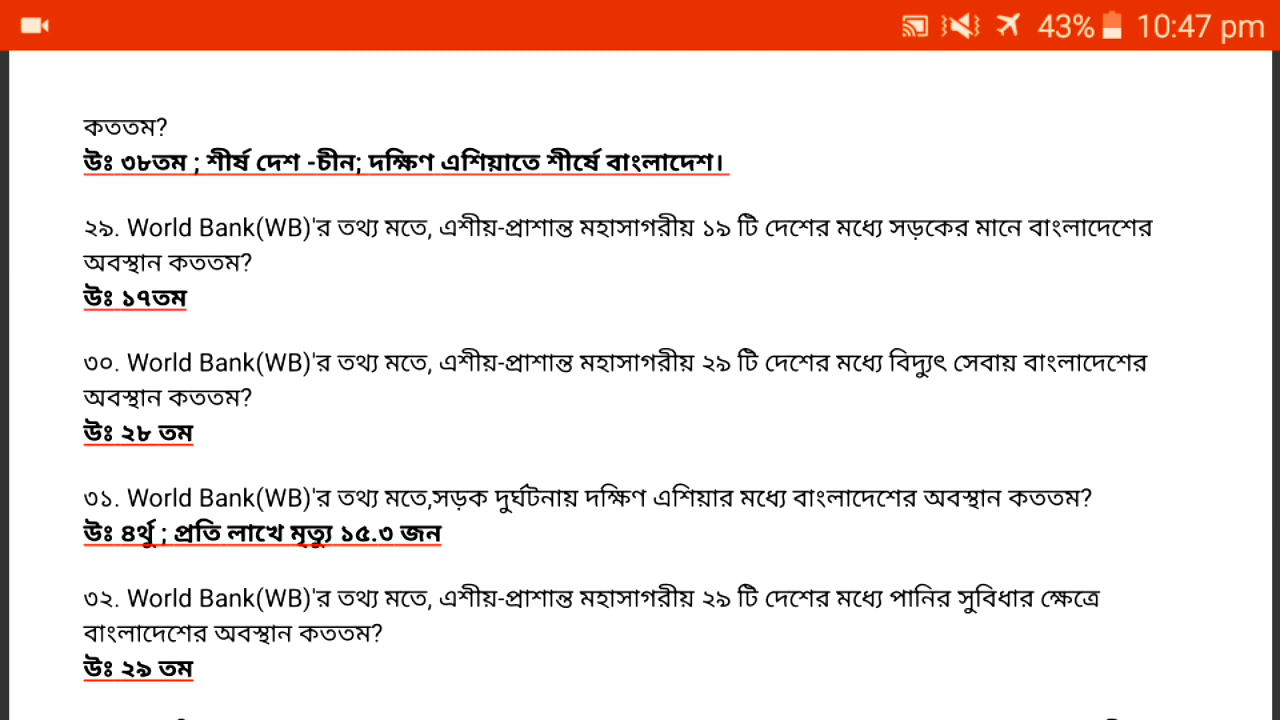 43% 10:47 pm
কততম?
উঃ ৩৮তম ; শীর্ষ দেশ -চীন; দক্ষিণ এশিয়াতে শীর্ষে বাংলাদেশ।
২৯. World Bank(WB)'র তথ্য মতে, এশীয়-প্রাশান্ত মহাসাগরীয় ১৯ টি দেশের মধ্যে সড়কের মানে বাংলাদেশের
অবস্থান কততম?
উঃ ১৭তম
৩০. World Bank(WB)'র তথ্য মতে, এশীয়-প্রাশান্ত মহাসাগরীয় ২৯ টি দেশের মধ্যে বিদ্যুৎ সেবায় বাংলাদেশের
অবস্থান কততম?
উঃ ২৮ তম
৩১. World Bank(WB)'র তথ্য মতে,সড়ক দুর্ঘটনায় দক্ষিণ এশিয়ার মধ্যে বাংলাদেশের অবস্থান কততম?
উঃ ৪র্থু ; প্রতি লাখে মৃত্যু ১৫.৩ জন
৩২. World Bank(WB)'র তথ্য মতে, এশীয়-প্রাশান্ত মহাসাগরীয় ২৯ টি দেশের মধ্যে পানির সুবিধার ক্ষেত্রে
বাংলাদেশের অবস্থান কততম?
উঃ ২৯ তম